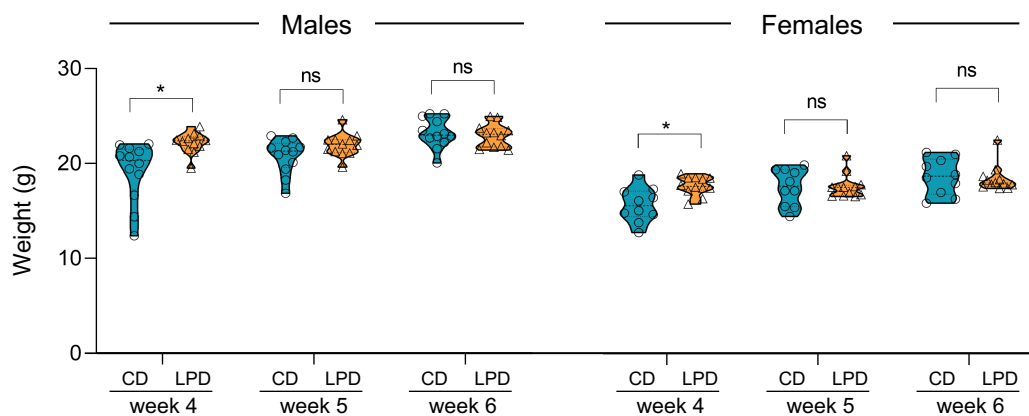 Males Females
30
20
10
0
Weight (g)
* ns ns * ns ns
CD LPD CD LPD CD LPD CD LPD CD LPD CD LPD
week 4 week 5 week 6 week 4 week 5 week 6